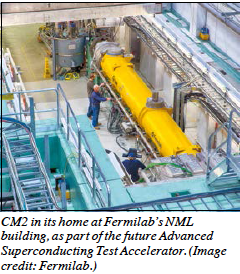 CM2 in its home at Fermilab's NML
building, as part of the future Advanced
Superconducting Test Accelerator. (Image
credit: Fermilab.)